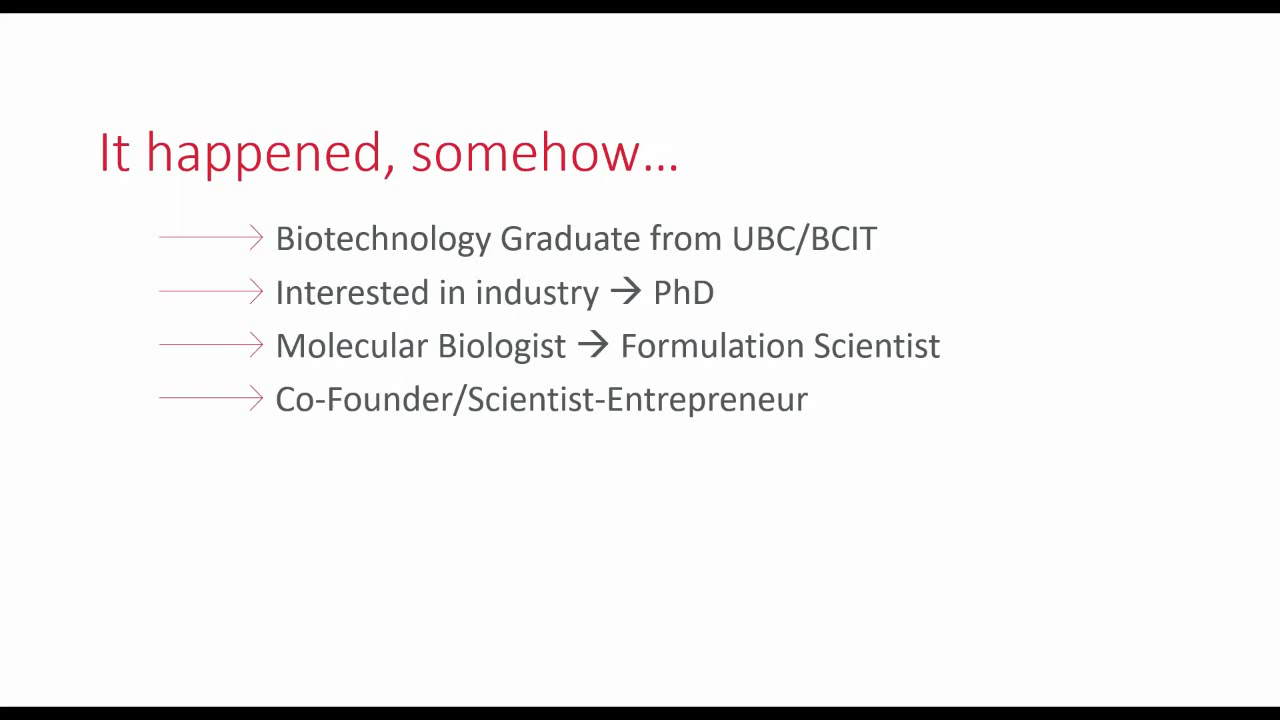 It happened, somehow...
Biotechnology Graduate from UBC/BCIT
Interested in industry → PhD
Molecular Biologist → Formulation Scientist
Co-Founder/Scientist-Entrepreneur